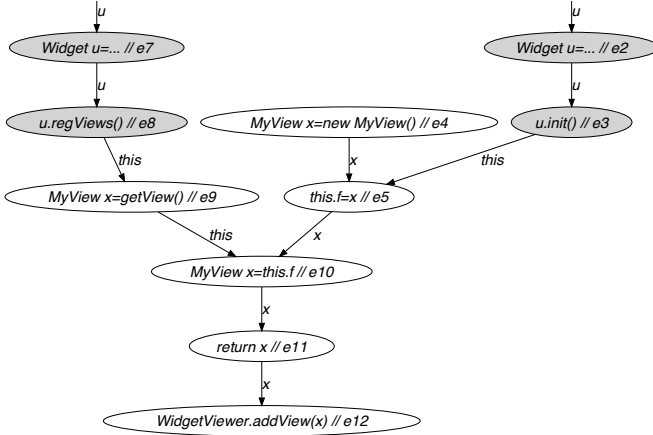 u
u
Widget u=... // e7
Widget u=... // e2
u
u
u.regViews() // e8
MyView x=new MyView() // e4
u.init() // e3
this
x
this
MyView x=getView() // e9
this.f=x // e5
this
x
MyView x=this.f // e10
x
return x // e11
x
WidgetViewer.addView(x) // e12